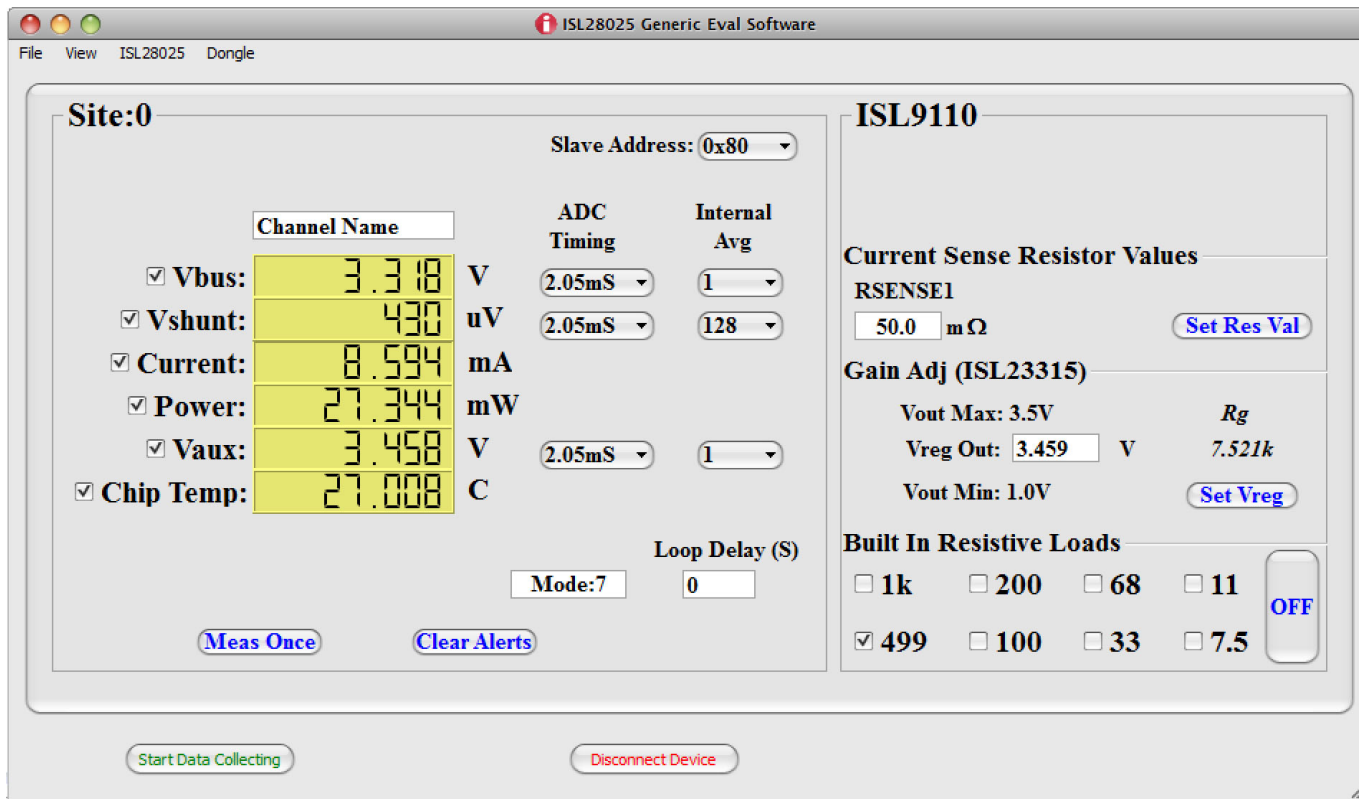 ISL28025 Generic Eval Software
File View ISL28025 Dongle
Site:0
Slave Address: 0x80
Channel Name
ADC Timing
Internal Avg
Vbus: 3.318 V 2.05mS 1
Vshunt: 430 uV 2.05mS 128
Current: 8.594 mA
Power: 27.344 mW
Vaux: 3.458 V 2.05mS 1
Chip Temp: 27.008 C
Loop Delay (S)
Mode:7 0
Meas Once Clear Alerts
ISL9110
Current Sense Resistor Values
RSENSE1
50.0 m Ω Set Res Val
Gain Adj (ISL23315)
Vout Max: 3.5V Rg
Vreg Out: 3.459 V 7.521k
Vout Min: 1.0V Set Vreg
Built In Resistive Loads
1k 200 68 11
OFF
499 100 33 7.5
Start Data Collecting Disconnect Device